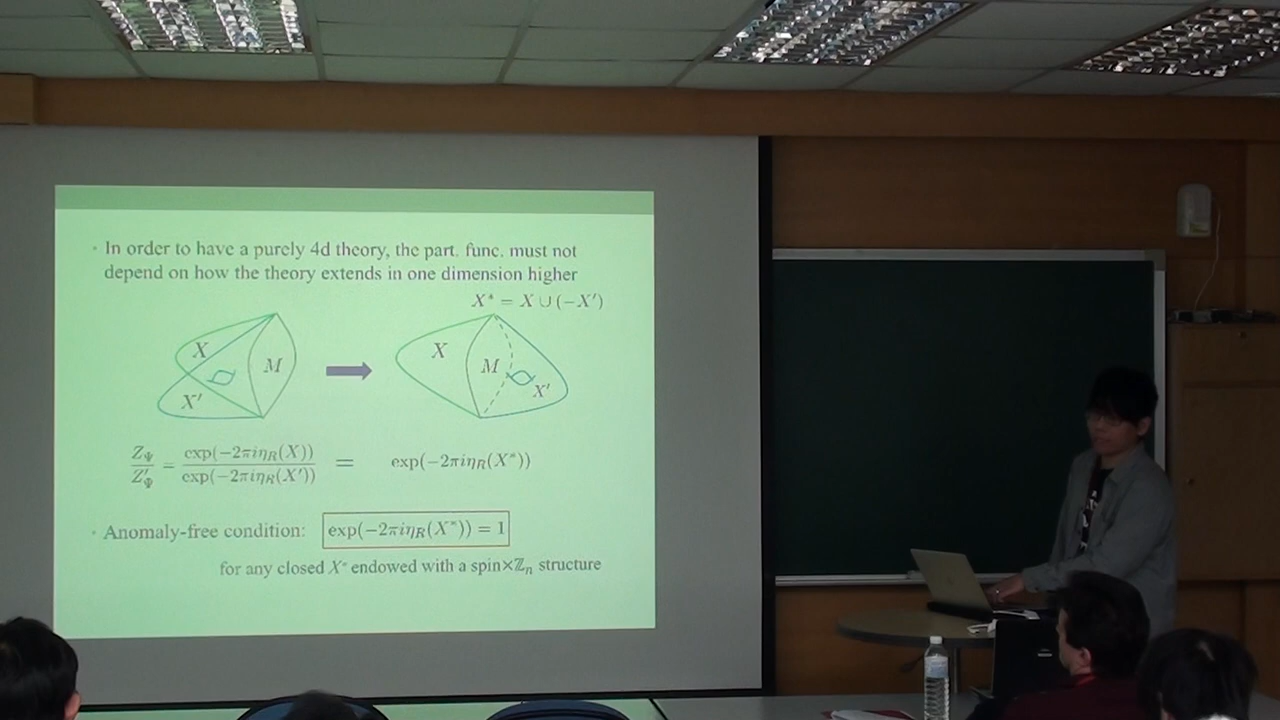 • In order to have a purely 4d theory, the part. func. must not
depend on how the theory extends in one dimension higher
X* = X ∪ (−X′)
X
M
X′
X
M
X′
Z_Ψ / Z′_Ψ = exp(−2πiη_R(X)) / exp(−2πiη_R(X′)) = exp(−2πiη_R(X*))
• Anomaly-free condition: exp(−2πiη_R(X*)) = 1
for any closed X* endowed with a spin×ℤ_n structure